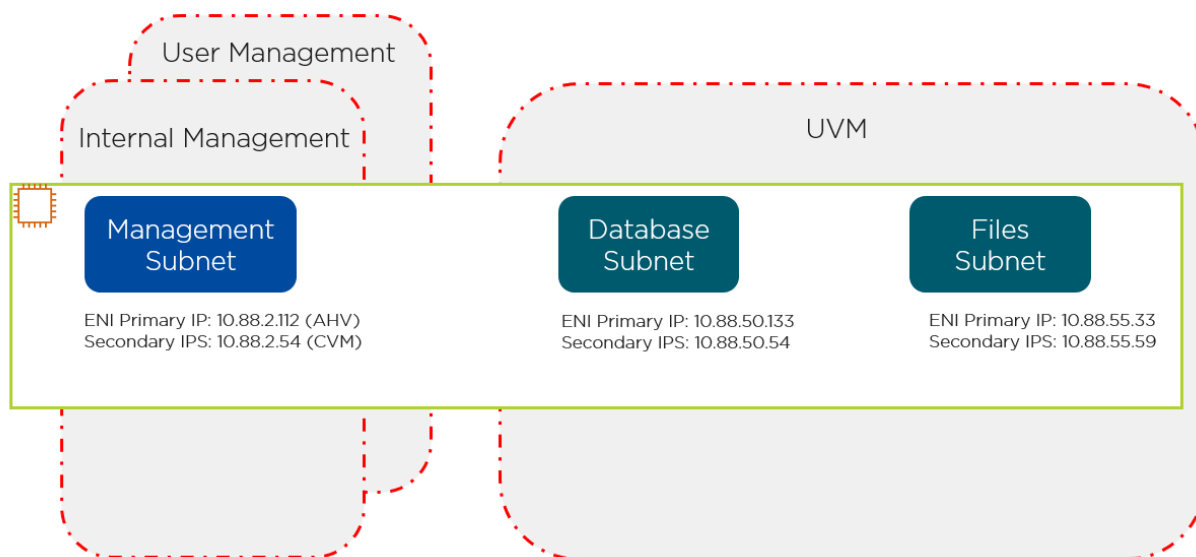 User Management
Internal Management
UVM
Management
Subnet
ENI Primary IP: 10.88.2.112 (AHV)
Secondary IPS: 10.88.2.54 (CVM)
Database
Subnet
ENI Primary IP: 10.88.50.133
Secondary IPS: 10.88.50.54
Files
Subnet
ENI Primary IP: 10.88.55.33
Secondary IPS: 10.88.55.59